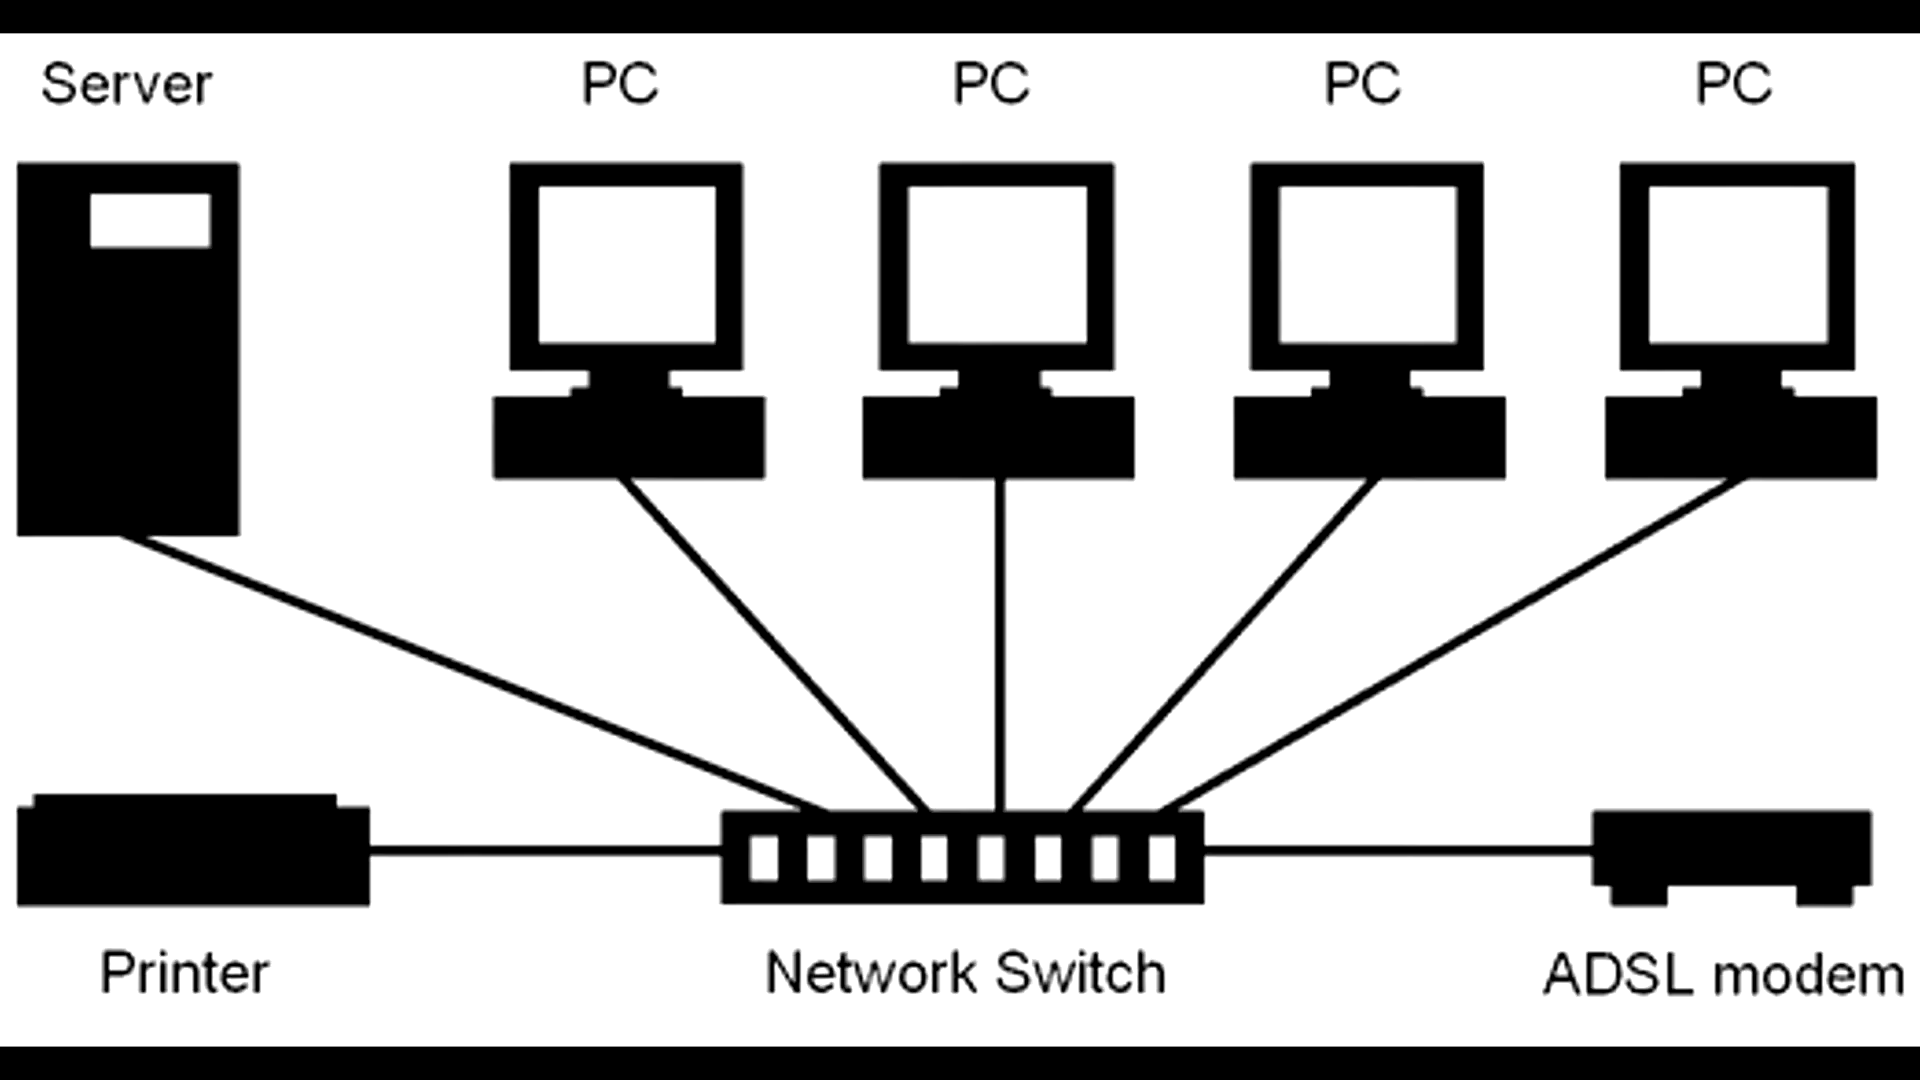 Server
PC
PC
PC
PC
Printer
Network Switch
ADSL modem